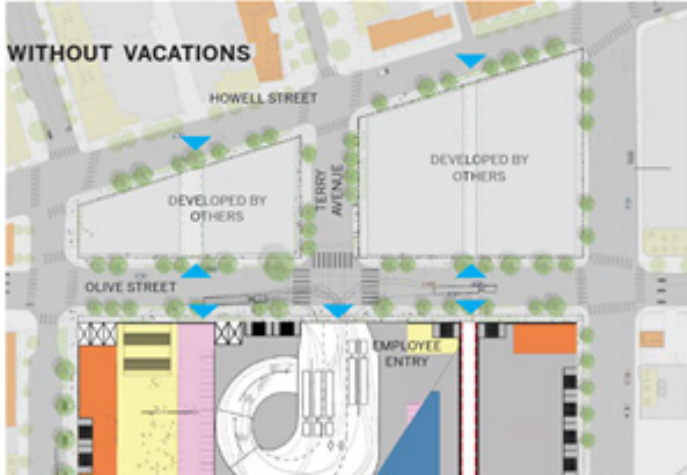 WITHOUT VACATIONS
HOWELL STREET
DEVELOPED BY
OTHERS
TERRY
AVENUE
DEVELOPED BY
OTHERS
OLIVE STREET
EMPLOYEE
ENTRY